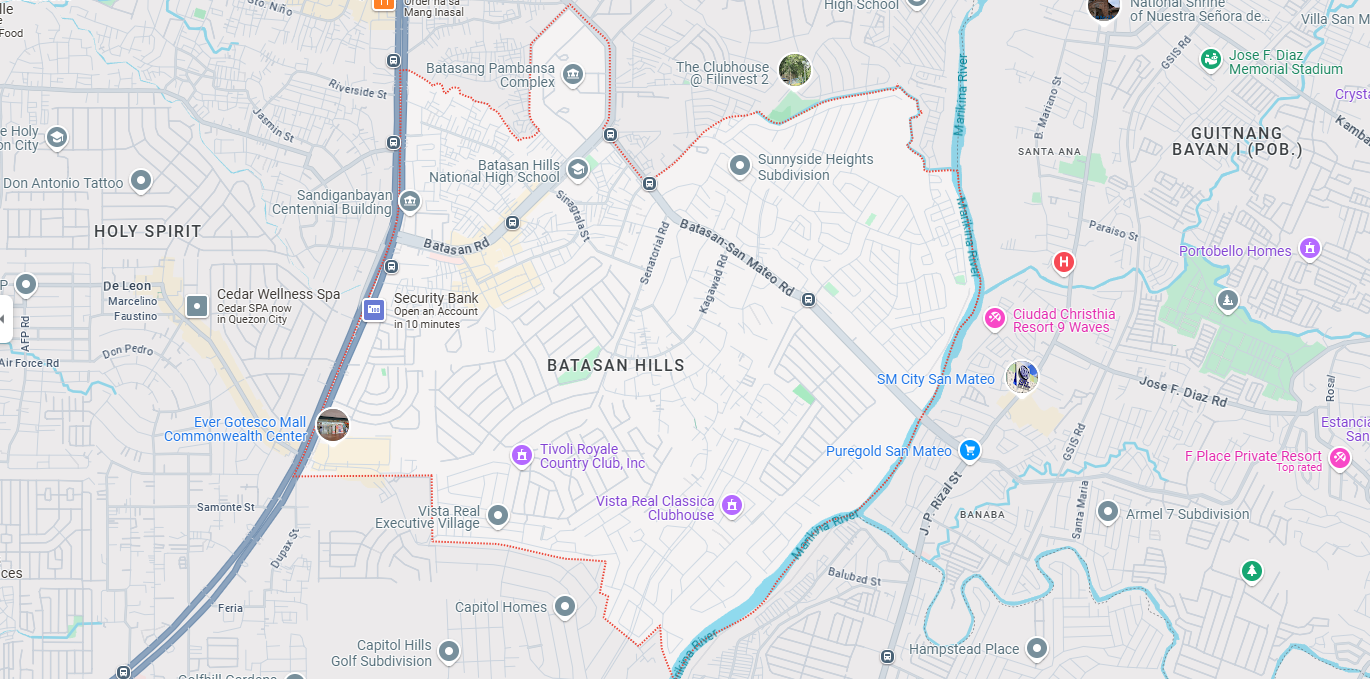 Sto. Niño
Order na sa
Mang Inasal
High School
National Shrine
of Nuestra Señora de...
Villa San M
Food
Batasang Pambansa
Complex
The Clubhouse
@ Filinvest 2
Marikina River
GSIS Rd
Jose F. Diaz
Memorial Stadium
Riverside St
Jasmin St
B. Mariano St
Crysta
Kamba
GUITNANG
BAYAN I (POB.)
SANTA ANA
e Holy
on City
Don Antonio Tattoo
Batasan Hills
National High School
Sunnyside Heights
Subdivision
Sandiganbayan
Centennial Building
Sinagtala St
Marikina River
HOLY SPIRIT
Batasan Rd
Senatorial Rd
Batasan-San Mateo Rd
Kagawad Rd
Paraiso St
Portobello Homes
P
De Leon
Marcelino
Faustino
Cedar Wellness Spa
Cedar SPA now
in Quezon City
Security Bank
Open an Account
in 10 minutes
H
Ciudad Christhia
Resort 9 Waves
AFP Rd
Air Force Rd
Don Pedro
BATASAN HILLS
SM City San Mateo
Jose F. Diaz Rd
Rosal
Ever Gotesco Mall
Commonwealth Center
Tivoli Royale
Country Club, Inc
Puregold San Mateo
GSIS Rd
Estancia
San
F Place Private Resort
Top rated
Vista Real Classica
Clubhouse
Samonte St
Vista Real
Executive Village
Marikina River
J. P. Rizal St
BANABA
Santa Maria
Armel 7 Subdivision
Dupax St
ces
Balubad St
Feria
Capitol Homes
Capitol Hills
Golf Subdivision
Marikina River
Hampstead Place
Golfhill Gardens